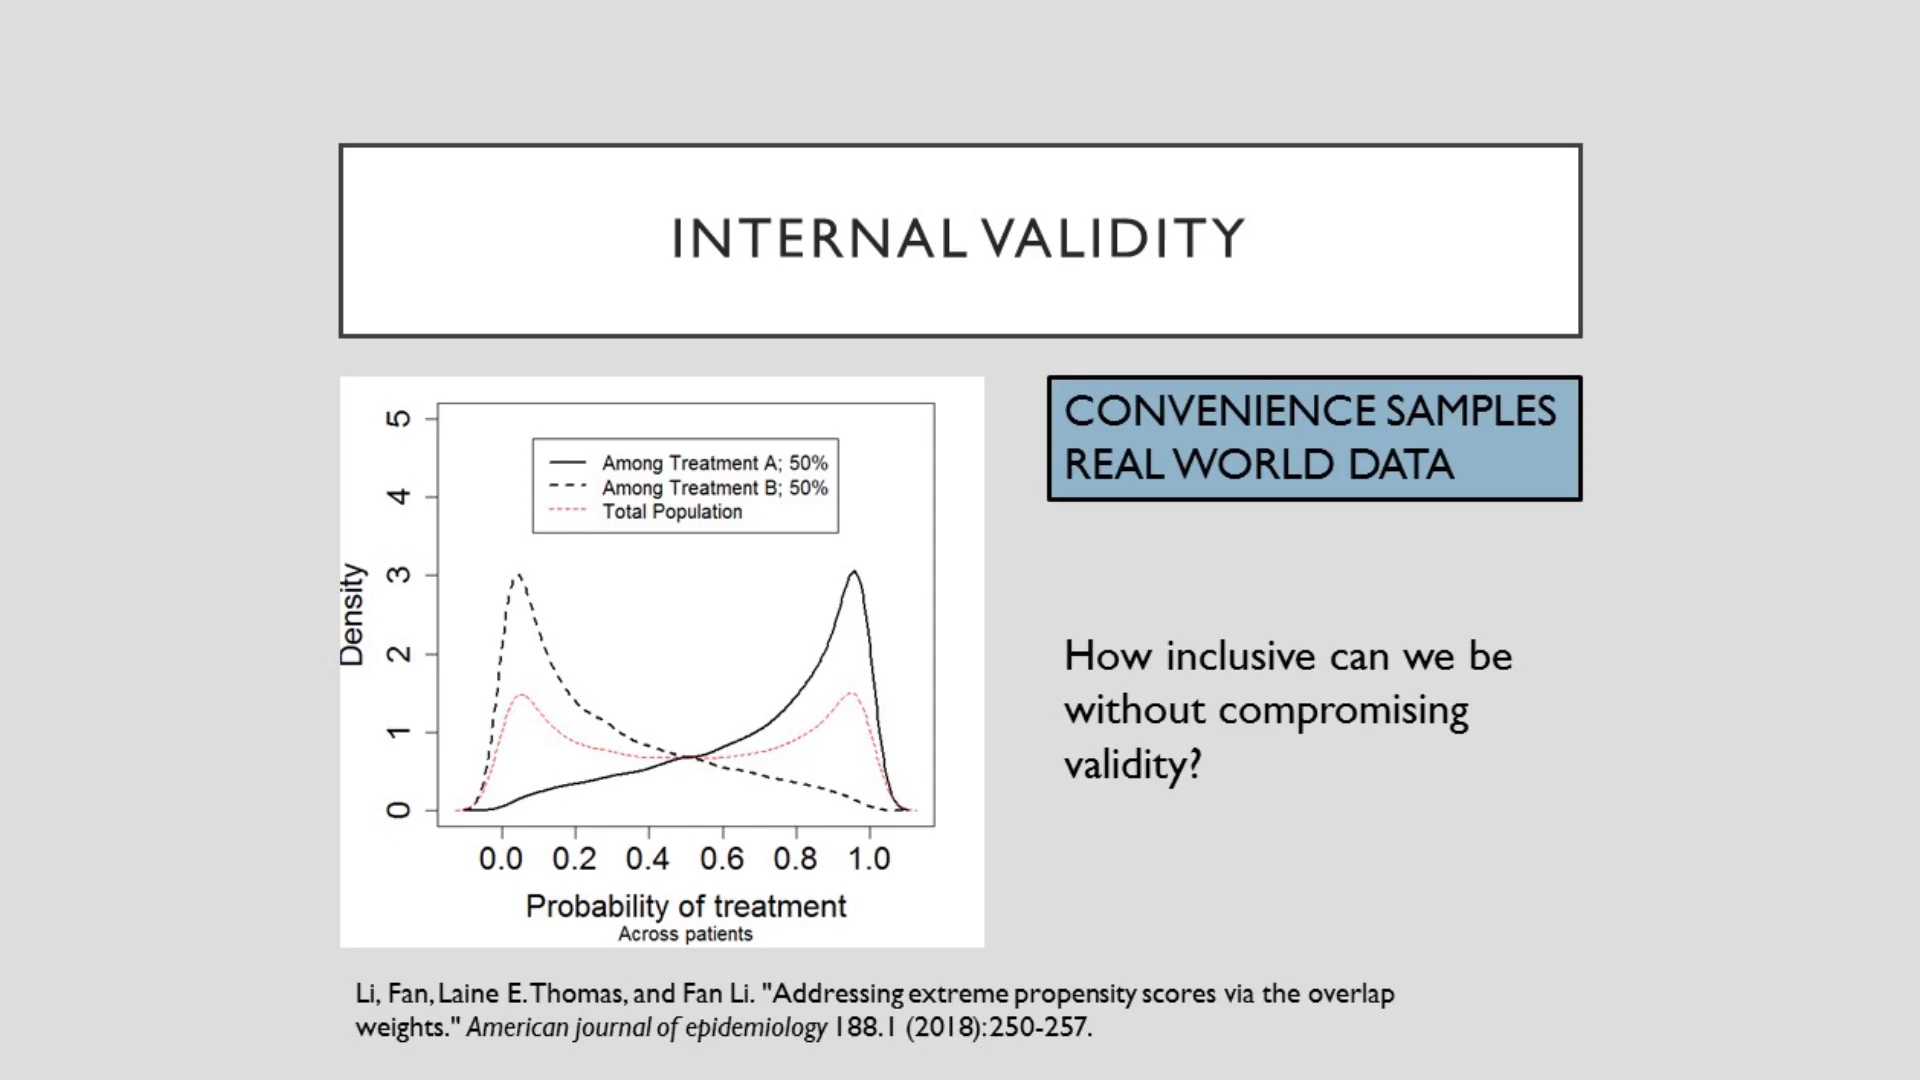 INTERNAL VALIDITY
5
4
3
2
1
0
Density
Among Treatment A; 50%
Among Treatment B; 50%
Total Population
0.0 0.2 0.4 0.6 0.8 1.0
Probability of treatment
Across patients
CONVENIENCE SAMPLES
REAL WORLD DATA
How inclusive can we be
without compromising
validity?
Li, Fan, Laine E. Thomas, and Fan Li. "Addressing extreme propensity scores via the overlap
weights." American journal of epidemiology 188.1 (2018): 250-257.